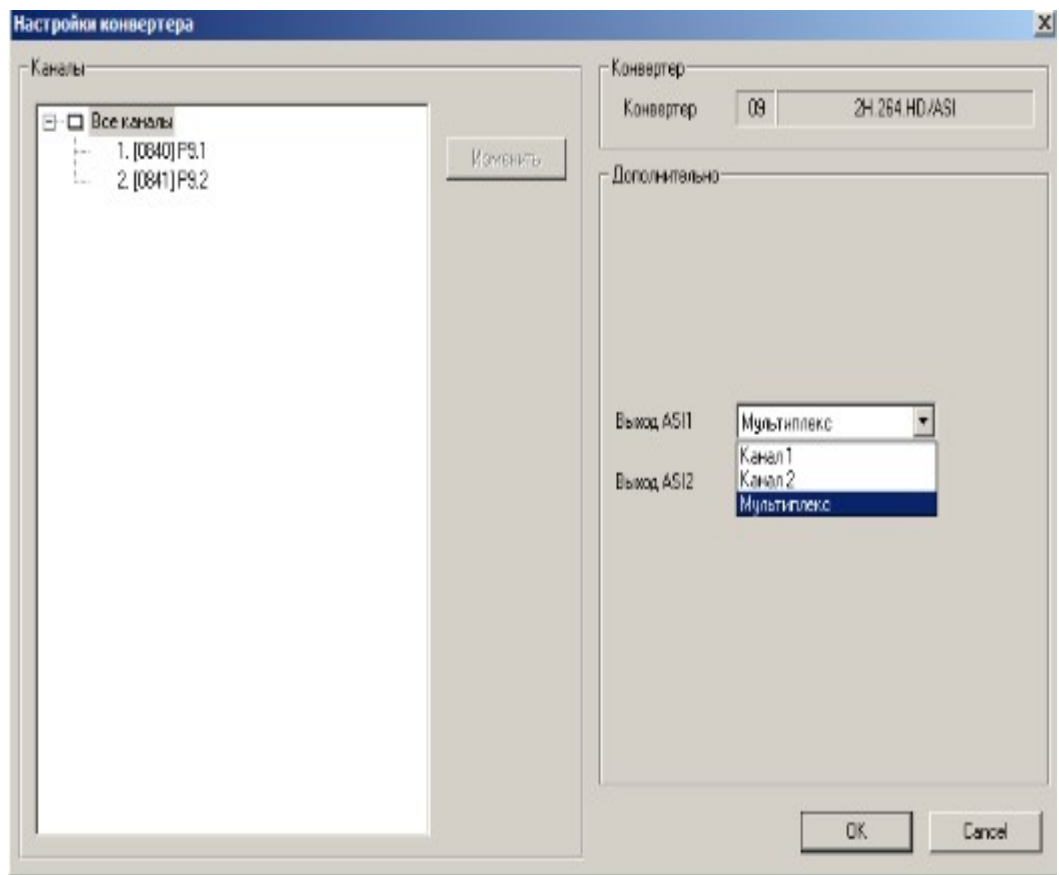 Настройки конвертера
Каналы
Все каналы
1. [0840] P9.1
2. [0841] P9.2
Изменить
Конвертер
Конвертер 09 2H.264.HD/ASI
Дополнительно
Выход ASI1 Мультиплекс
Канал 1
Выход ASI2 Канал 2
Мультиплекс
OK Cancel